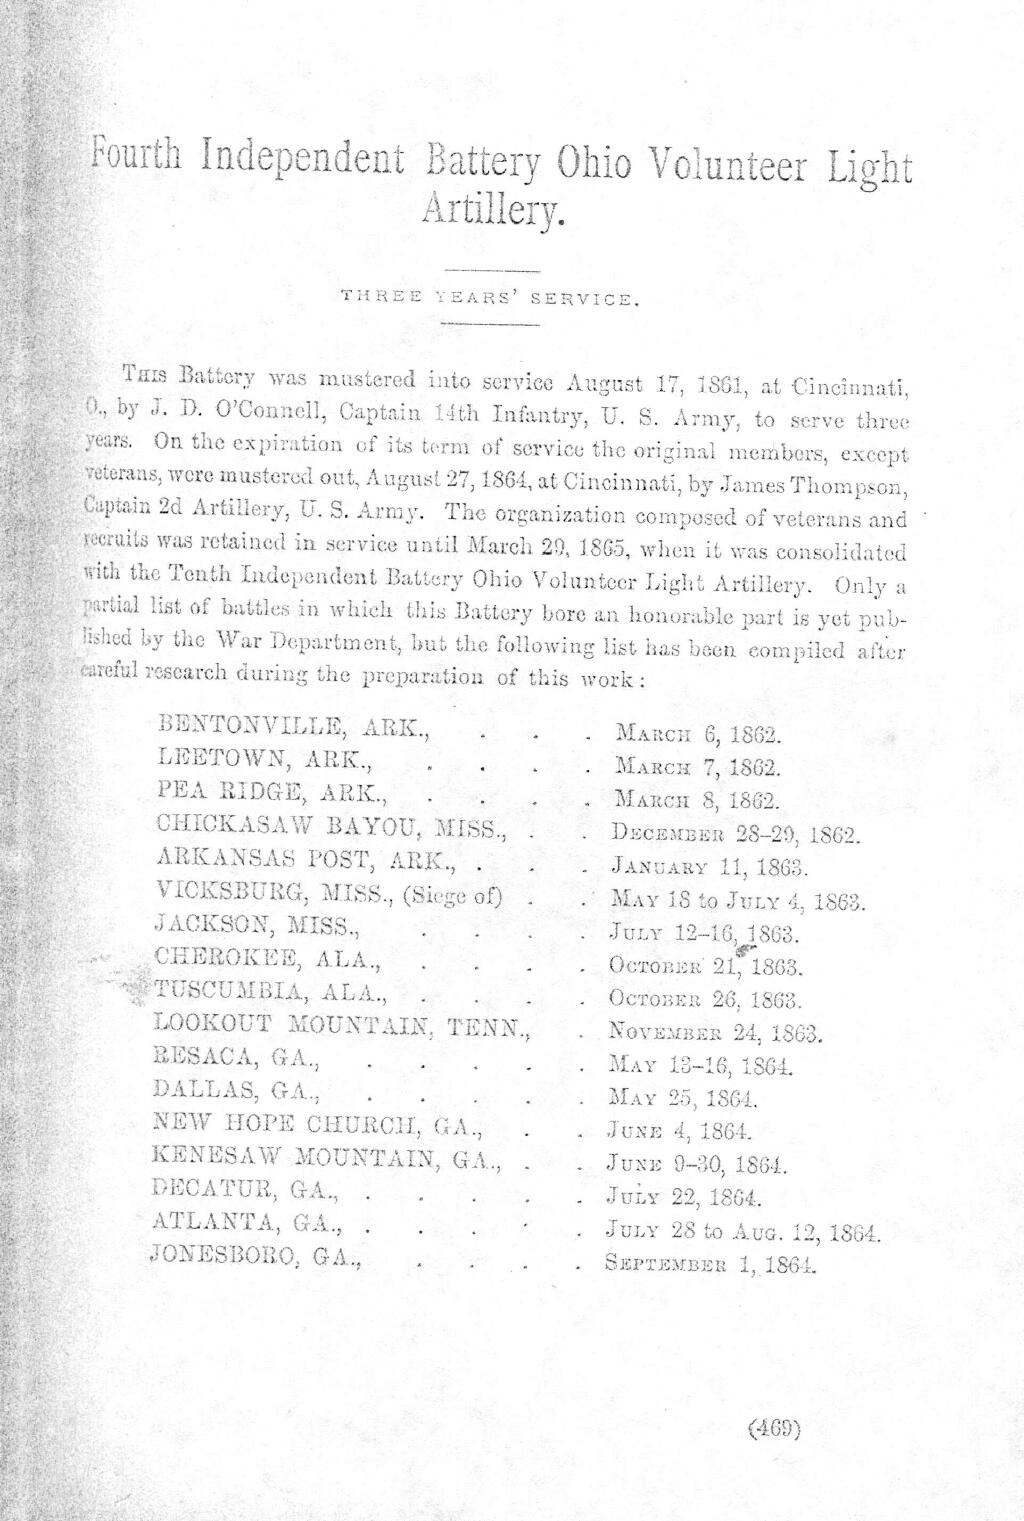 Fourth Independent Battery Ohio Volunteer Light
Artillery.
THREE YEARS' SERVICE.
THIS Battery was mustered into service August 17, 1861, at Cincinnati,
O., by J. D. O'Connell, Captain 14th Infantry, U. S. Army, to serve three
years. On the expiration of its term of service the original members, except
veterans, were mustered out, August 27, 1864, at Cincinnati, by James Thompson,
Captain 2d Artillery, U. S. Army. The organization composed of veterans and
recruits was retained in service until March 29, 1865, when it was consolidated
with the Tenth Independent Battery Ohio Volunteer Light Artillery. Only a
partial list of battles in which this Battery bore an honorable part is yet pub-
lished by the War Department, but the following list has been compiled after
careful research during the preparation of this work:
BENTONVILLE, ARK., . . . MARCH 6, 1862.
LEETOWN, ARK., . . . . MARCH 7, 1862.
PEA RIDGE, ARK., . . . . MARCH 8, 1862.
CHICKASAW BAYOU, MISS., . . DECEMBER 28-29, 1862.
ARKANSAS POST, ARK., . . . JANUARY 11, 1863.
VICKSBURG, MISS., (Siege of) . . MAY 18 to JULY 4, 1863.
JACKSON, MISS., . . . . JULY 12-16, 1863.
CHEROKEE, ALA., . . . . OCTOBER 21, 1863.
TUSCUMBIA, ALA., . . . . OCTOBER 26, 1863.
LOOKOUT MOUNTAIN, TENN., . NOVEMBER 24, 1863.
RESACA, GA., . . . . . MAY 13-16, 1864.
DALLAS, GA., . . . . . MAY 25, 1864.
NEW HOPE CHURCH, GA., . . JUNE 4, 1864.
KENESAW MOUNTAIN, GA., . . JUNE 9-30, 1864.
DECATUR, GA., . . . . . JULY 22, 1864.
ATLANTA, GA., . . . . . JULY 28 to AUG. 12, 1864.
JONESBORO, GA., . . . . SEPTEMBER 1, 1864.
(469)